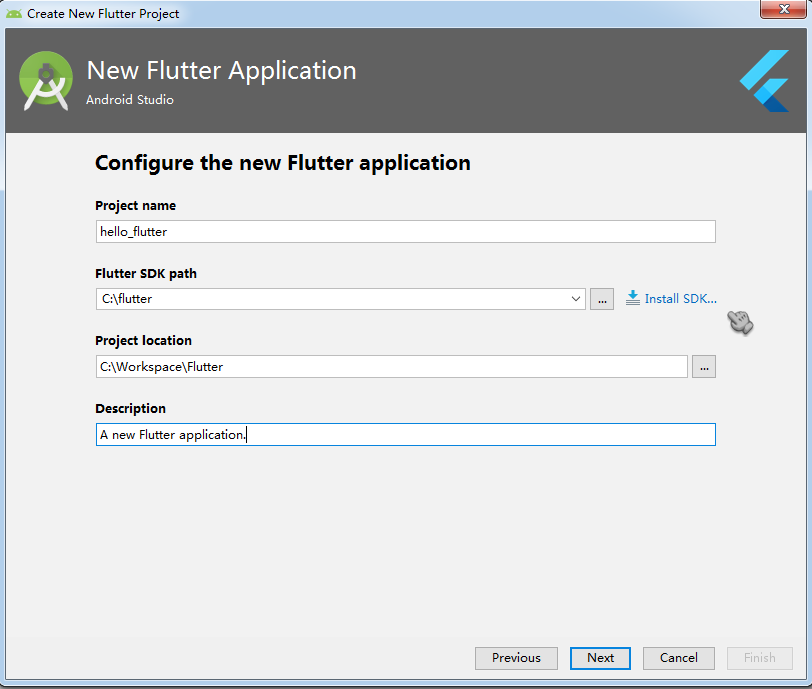 Create New Flutter Project
New Flutter Application
Android Studio
Configure the new Flutter application
Project name
hello_flutter
Flutter SDK path
C:\flutter
...
Install SDK...
Project location
C:\Workspace\Flutter
...
Description
A new Flutter application.
Previous
Next
Cancel
Finish